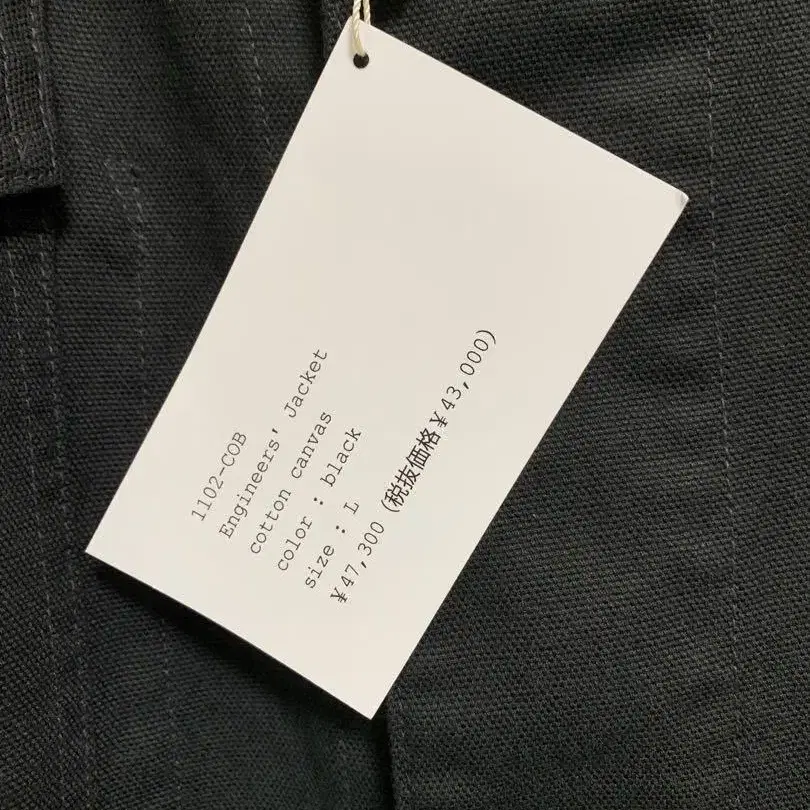 1102-COB
Engineers' Jacket
cotton canvas
color : black
size : L
¥47,300 (税抜価格¥43,000)